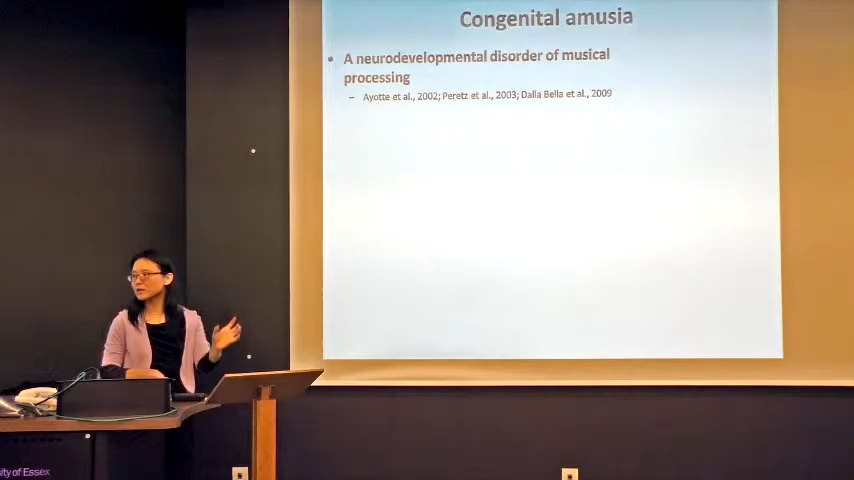 Congenital amusia
• A neurodevelopmental disorder of musical
processing
– Ayotte et al., 2002; Peretz et al., 2003; Dalla Bella et al., 2009
sity of Essex